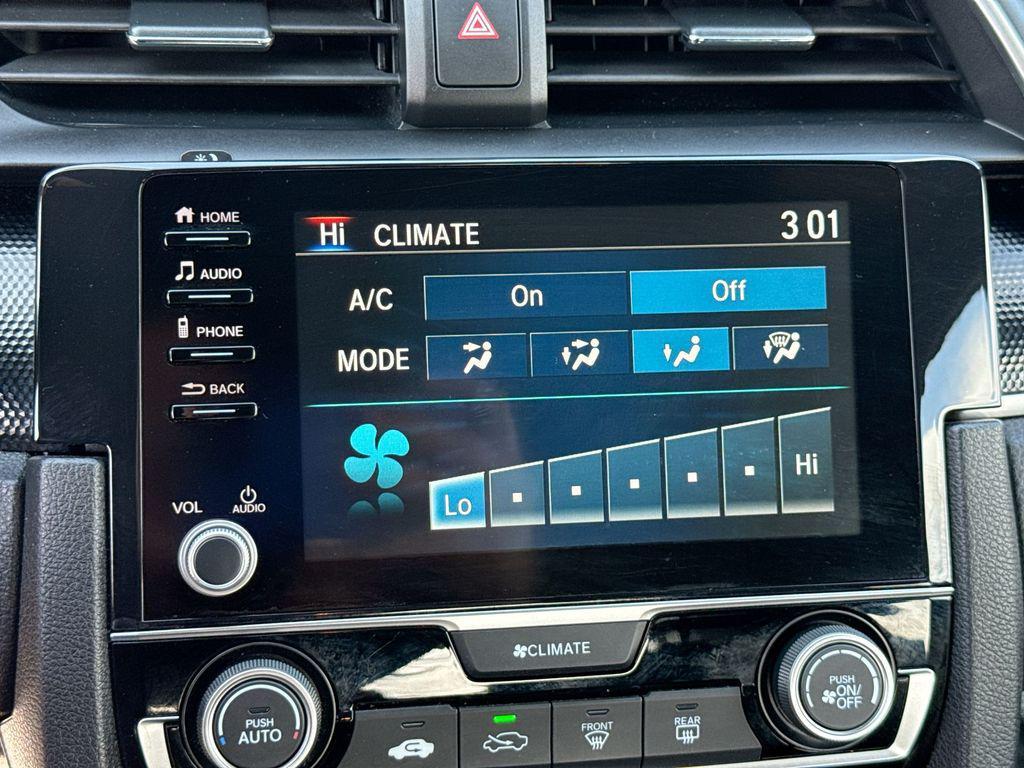 HOME
AUDIO
PHONE
BACK
VOL
AUDIO
Hi CLIMATE 3 01
A/C On Off
MODE
Lo Hi
CLIMATE
PUSH
AUTO
FRONT
REAR
PUSH
ON/
OFF